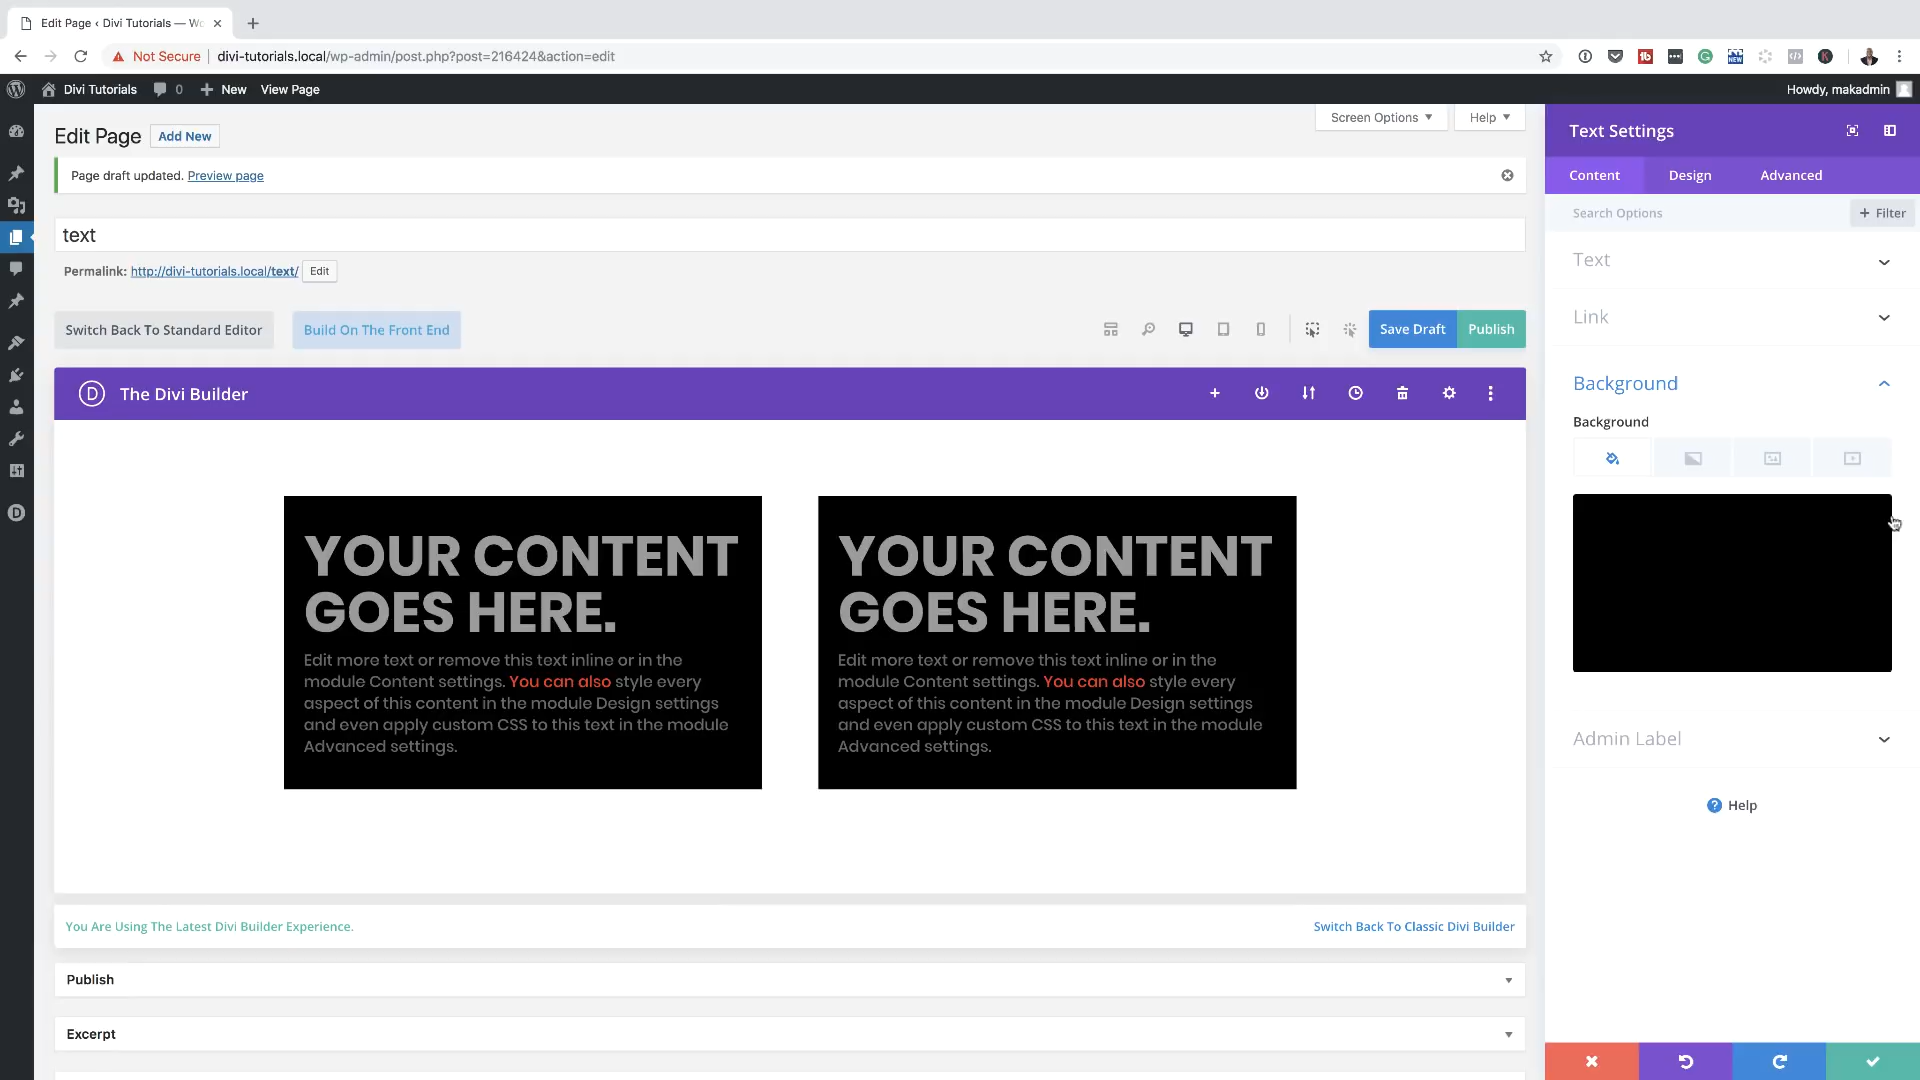 Edit Page ‹ Divi Tutorials — Wo
Not Secure
divi-tutorials.local/wp-admin/post.php?post=216424&action=edit
Divi Tutorials
0
New
View Page
Howdy, makadmin
Edit Page
Add New
Screen Options
Help
Page draft updated. Preview page
text
Permalink: http://divi-tutorials.local/text/
Edit
Switch Back To Standard Editor
Build On The Front End
Save Draft
Publish
D
The Divi Builder
YOUR CONTENT
GOES HERE.
Edit more text or remove this text inline or in the
module Content settings. You can also style every
aspect of this content in the module Design settings
and even apply custom CSS to this text in the module
Advanced settings.
YOUR CONTENT
GOES HERE.
Edit more text or remove this text inline or in the
module Content settings. You can also style every
aspect of this content in the module Design settings
and even apply custom CSS to this text in the module
Advanced settings.
You Are Using The Latest Divi Builder Experience.
Switch Back To Classic Divi Builder
Publish
Excerpt
Text Settings
Content
Design
Advanced
Search Options
+ Filter
Text
Link
Background
Background
Admin Label
Help